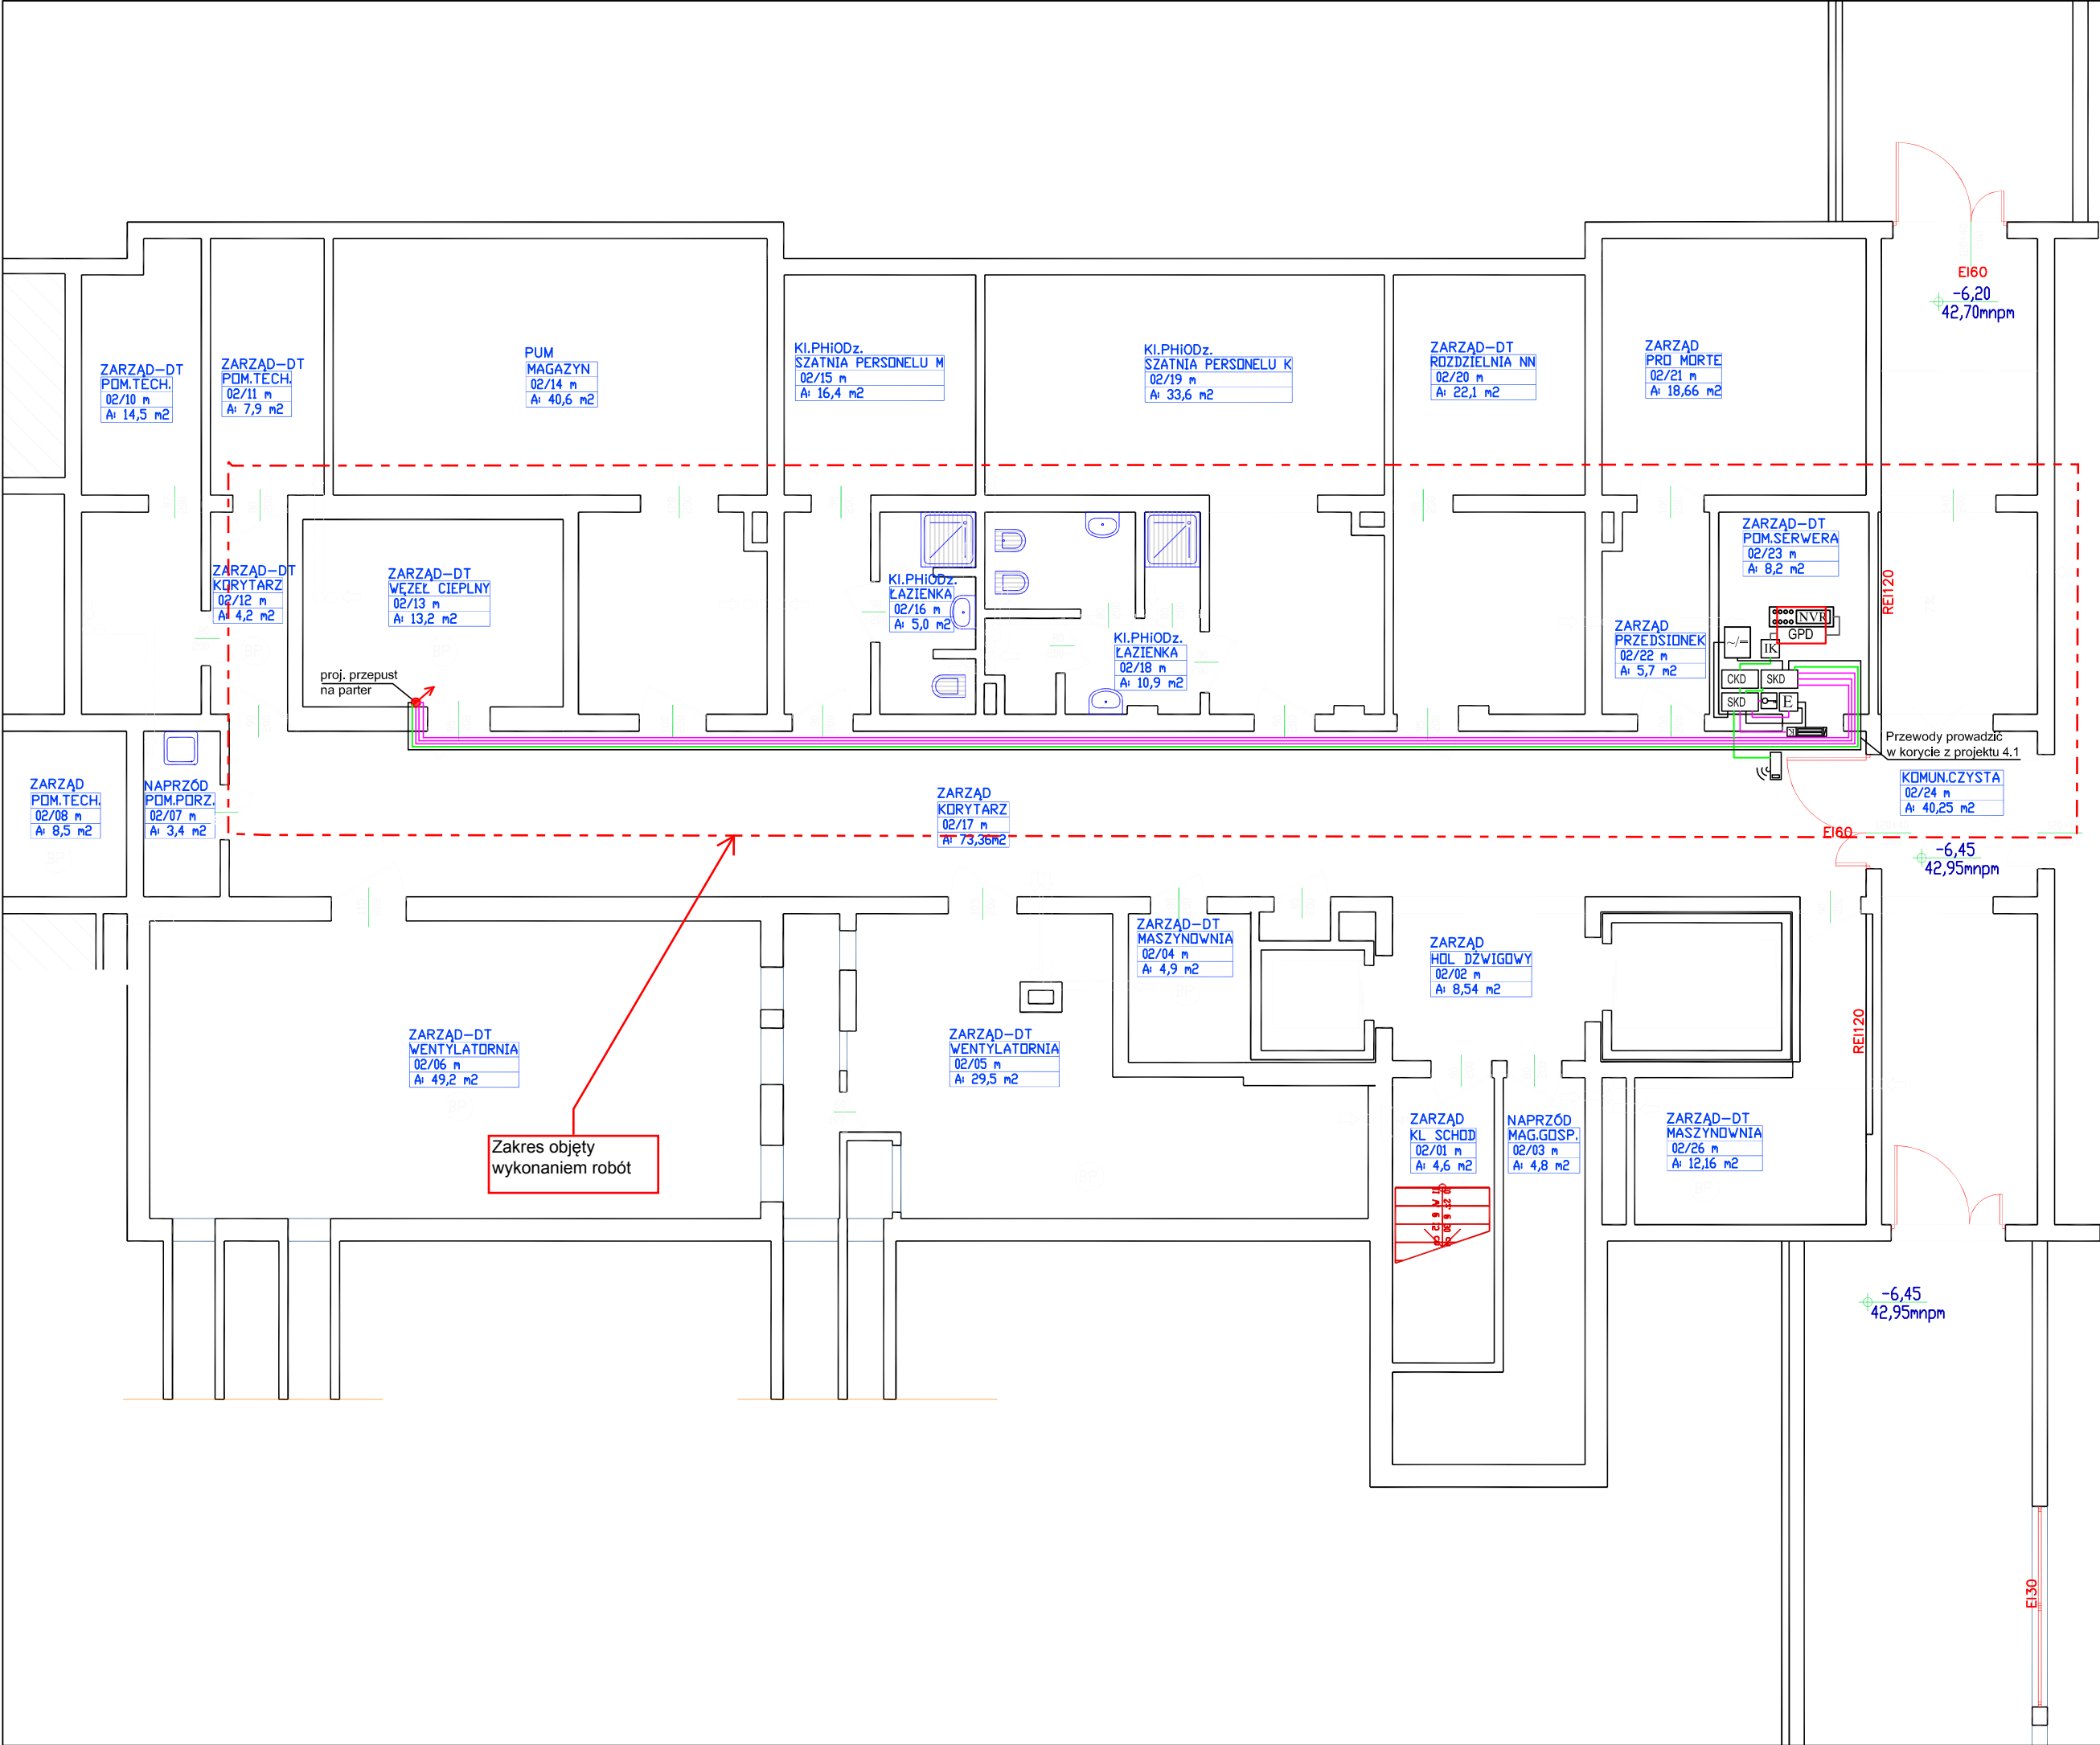 EI60
-6,20
42,70mnpm
ZARZĄD-DT
POM.TECH.
02/10 m
A: 14,5 m2
ZARZĄD-DT
POM.TECH.
02/11 m
A: 7,9 m2
PUM
MAGAZYN
02/14 m
A: 40,6 m2
Kl.PHiODz.
SZATNIA PERSONELU M
02/15 m
A: 16,4 m2
Kl.PHiODz.
SZATNIA PERSONELU K
02/19 m
A: 33,6 m2
ZARZĄD-DT
ROZDZIELNIA NN
02/20 m
A: 22,1 m2
ZARZĄD
PRO MORTE
02/21 m
A: 18,66 m2
ZARZĄD-DT
KORYTARZ
02/12 m
A: 4,2 m2
ZARZĄD-DT
WĘZEŁ CIEPLNY
02/13 m
A: 13,2 m2
Kl.PHiODz.
ŁAZIENKA
02/16 m
A: 5,0 m2
Kl.PHiODz.
ŁAZIENKA
02/18 m
A: 10,9 m2
ZARZĄD
PRZEDSIONEK
02/22 m
A: 5,7 m2
ZARZĄD-DT
POM.SERWERA
02/23 m
A: 8,2 m2
REI120
NVR
GPD
~/=
IK
CKD
SKD
SKD
E
proj. przepust
na parter
Przewody prowadzić
w korycie z projektu 4.1
ZARZĄD
POM.TECH.
02/08 m
A: 8,5 m2
NAPRZÓD
POM.PORZ.
02/07 m
A: 3,4 m2
ZARZĄD
KORYTARZ
02/17 m
A: 73,36m2
KOMUN.CZYSTA
02/24 m
A: 40,25 m2
EI60
-6,45
42,95mnpm
ZARZĄD-DT
WENTYLATORNIA
02/06 m
A: 49,2 m2
ZARZĄD-DT
WENTYLATORNIA
02/05 m
A: 29,5 m2
ZARZĄD-DT
MASZYNOWNIA
02/04 m
A: 4,9 m2
ZARZĄD
HOL DŹWIGOWY
02/02 m
A: 8,54 m2
REI120
Zakres objęty
wykonaniem robót
ZARZĄD
KL SCHOD
02/01 m
A: 4,6 m2
NAPRZÓD
MAG.GOSP.
02/03 m
A: 4,8 m2
ZARZĄD-DT
MASZYNOWNIA
02/26 m
A: 12,16 m2
-6,45
42,95mnpm
EI30